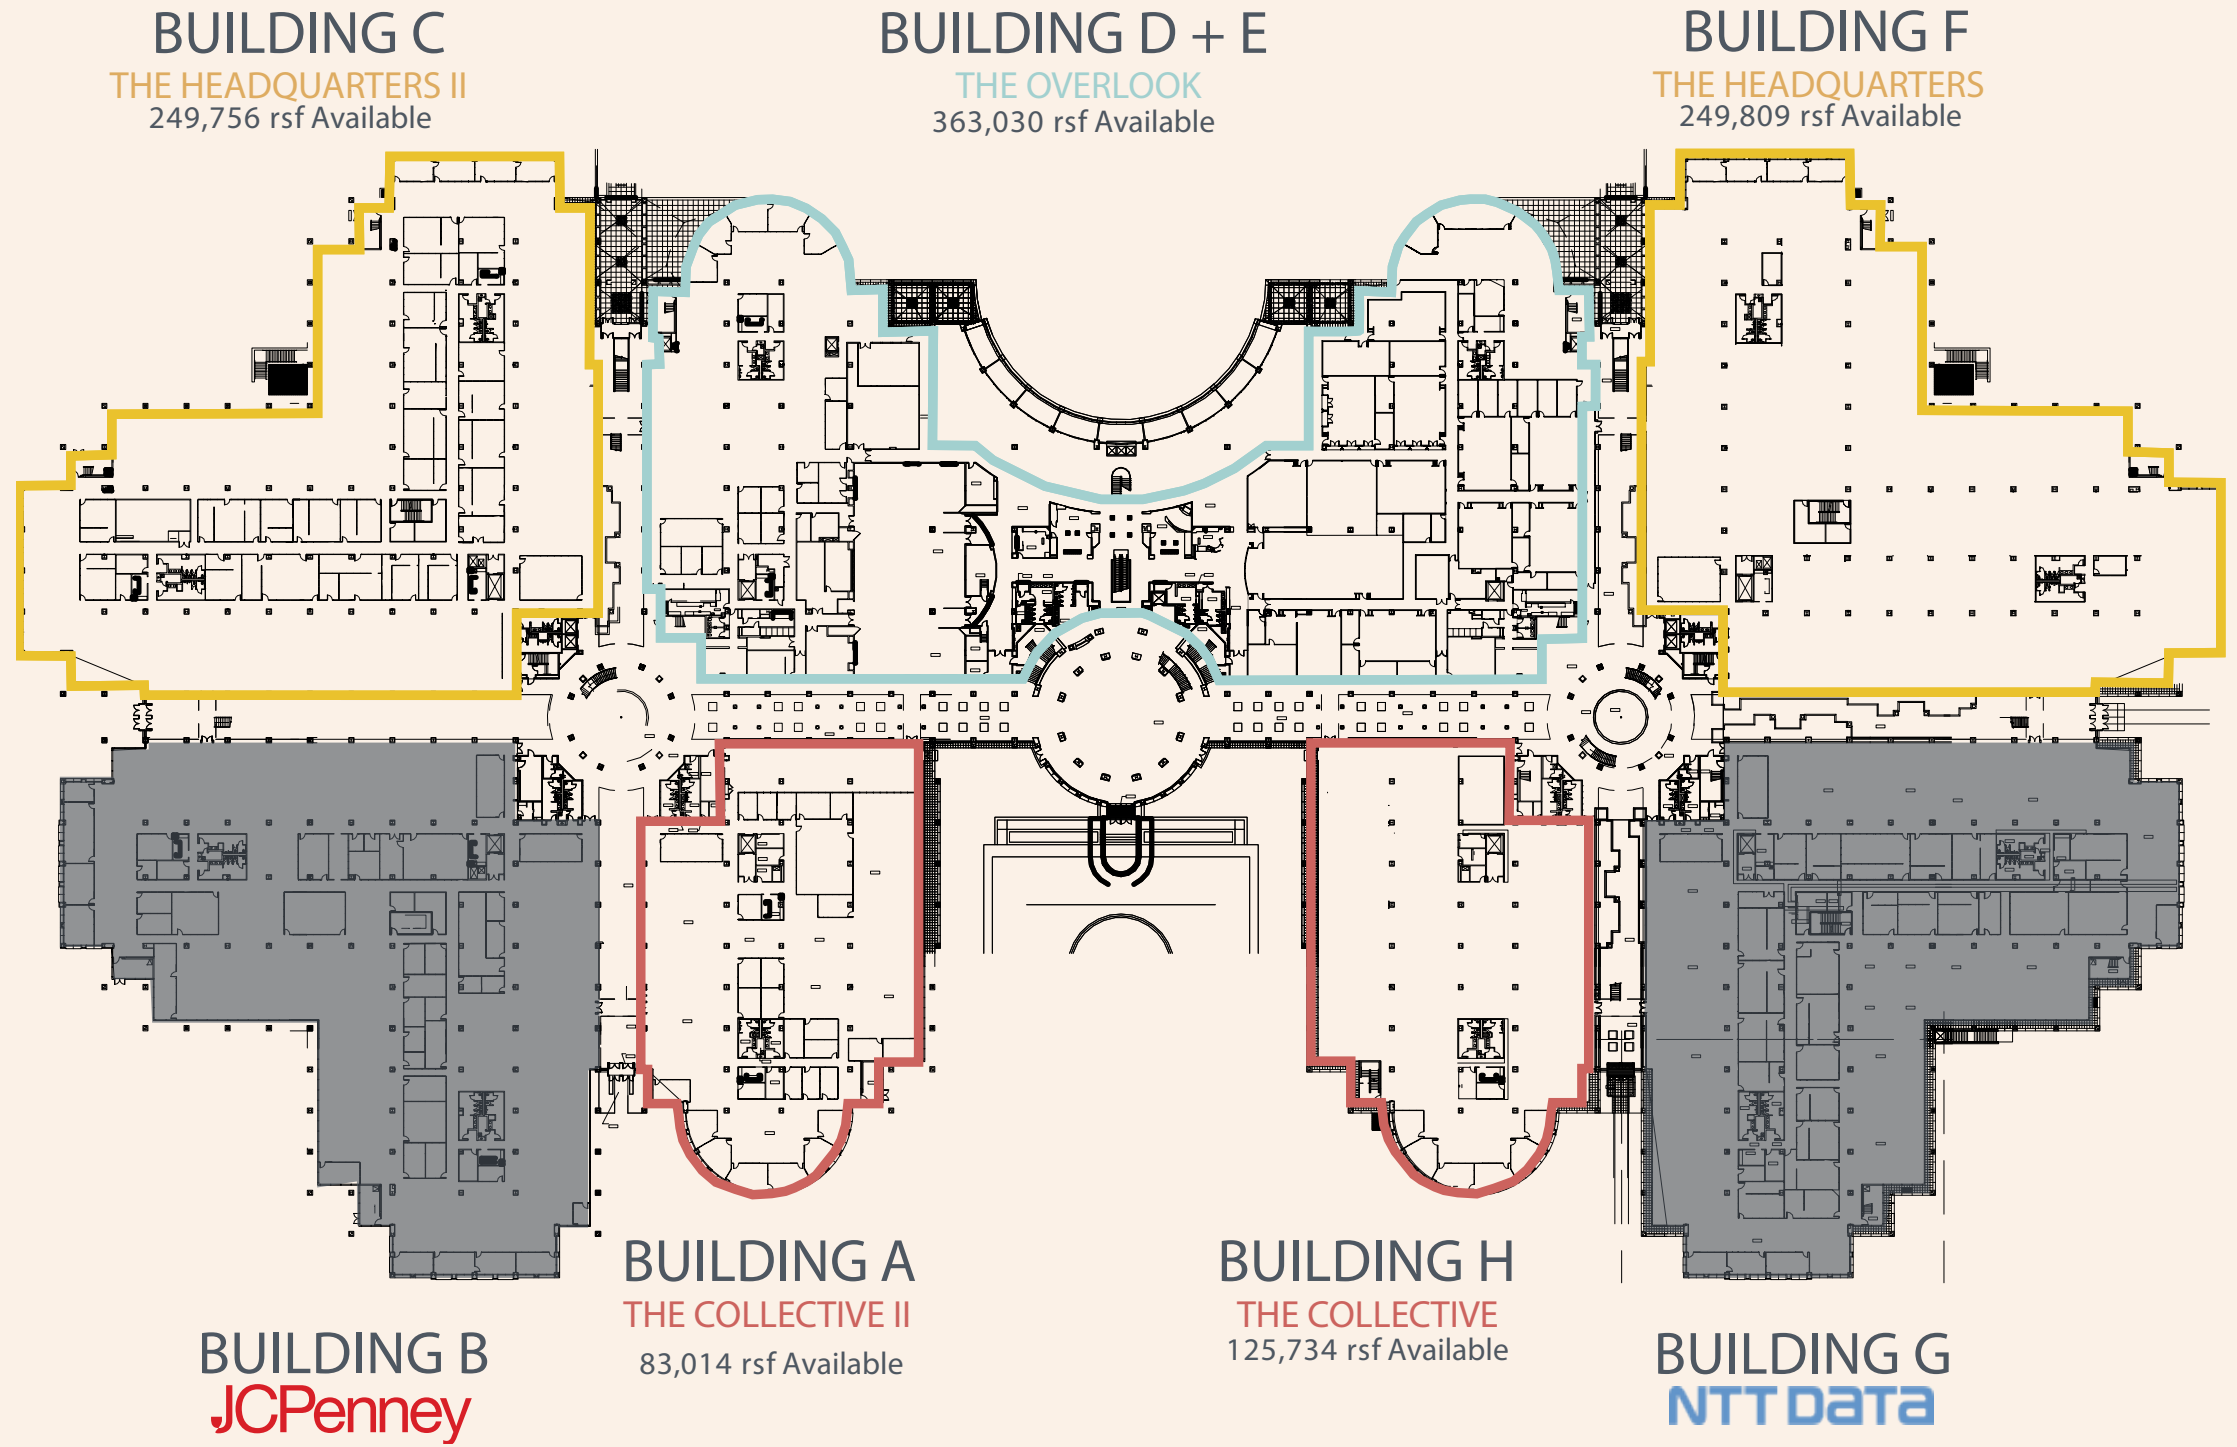 BUILDING C
THE HEADQUARTERS II
249,756 rsf Available
BUILDING D + E
THE OVERLOOK
363,030 rsf Available
BUILDING F
THE HEADQUARTERS
249,809 rsf Available
BUILDING A
THE COLLECTIVE II
83,014 rsf Available
BUILDING H
THE COLLECTIVE
125,734 rsf Available
BUILDING B
JCPenney
BUILDING G
NTT DATA